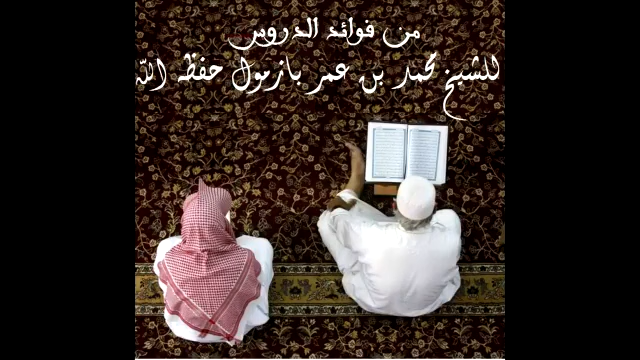 من فوائد الدروس
للشيخ محمد بن عمر بازمول حفظه الله